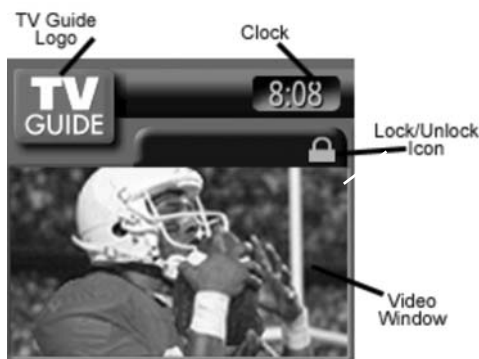 TV Guide
Logo
Clock
TV
GUIDE
8:08
Lock/Unlock
Icon
Video
Window